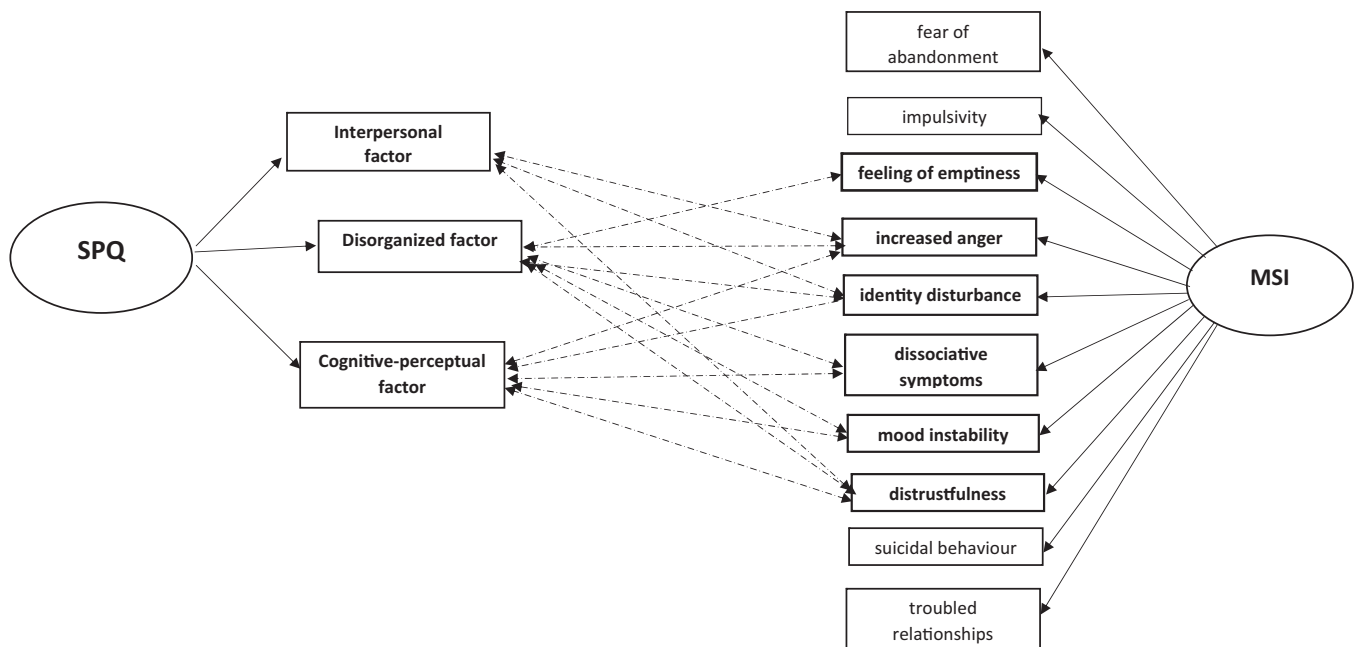 SPQ
Interpersonal
factor
Disorganized factor
Cognitive-perceptual
factor
fear of
abandonment
impulsivity
feeling of emptiness
increased anger
identity disturbance
dissociative
symptoms
mood instability
distrustfulness
suicidal behaviour
troubled
relationships
MSI